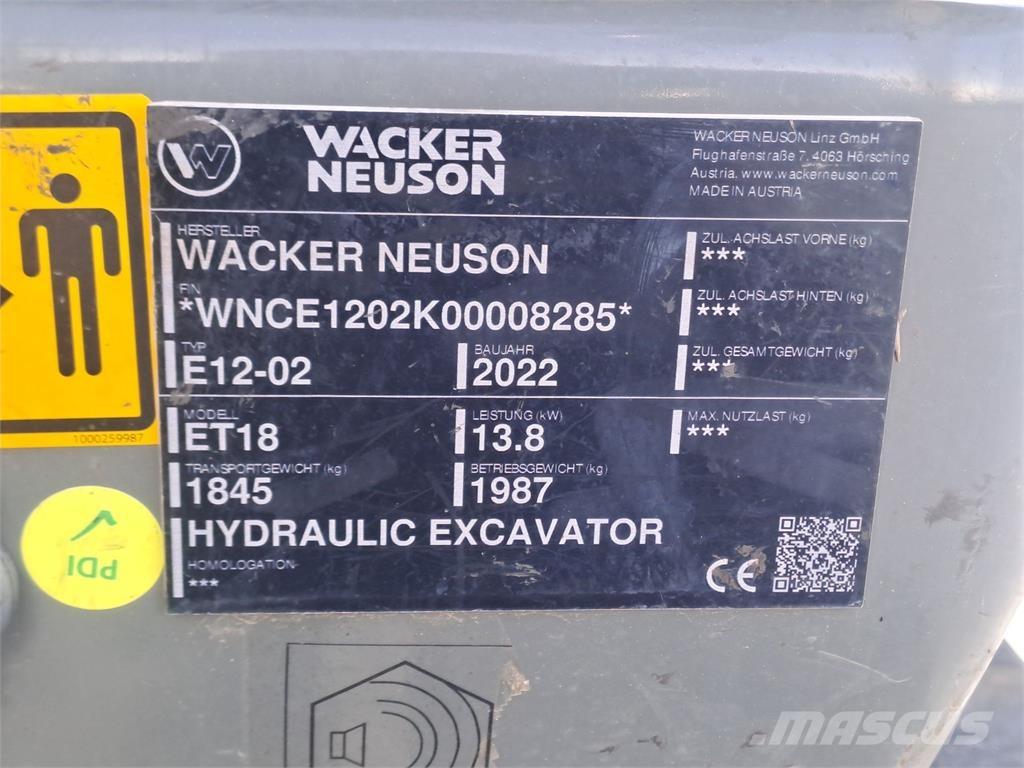 WACKER
NEUSON
WACKER NEUSON Linz GmbH
Flughafenstraße 7, 4063 Hörsching
Austria, www.wackerneuson.com
MADE IN AUSTRIA
HERSTELLER
WACKER NEUSON
FIN
*WNCE1202K00008285*
TYP
E12-02
BAUJAHR
2022
ZUL. ACHSLAST VORNE (kg)
***
ZUL. ACHSLAST HINTEN (kg)
***
ZUL. GESAMTGEWICHT (kg)
***
MODELL
ET18
LEISTUNG (kW)
13.8
MAX. NUTZLAST (kg)
***
TRANSPORTGEWICHT (kg)
1845
BETRIEBSGEWICHT (kg)
1987
HYDRAULIC EXCAVATOR
HOMOLOGATION
***
CE
1000259987
PDI
MASCUS